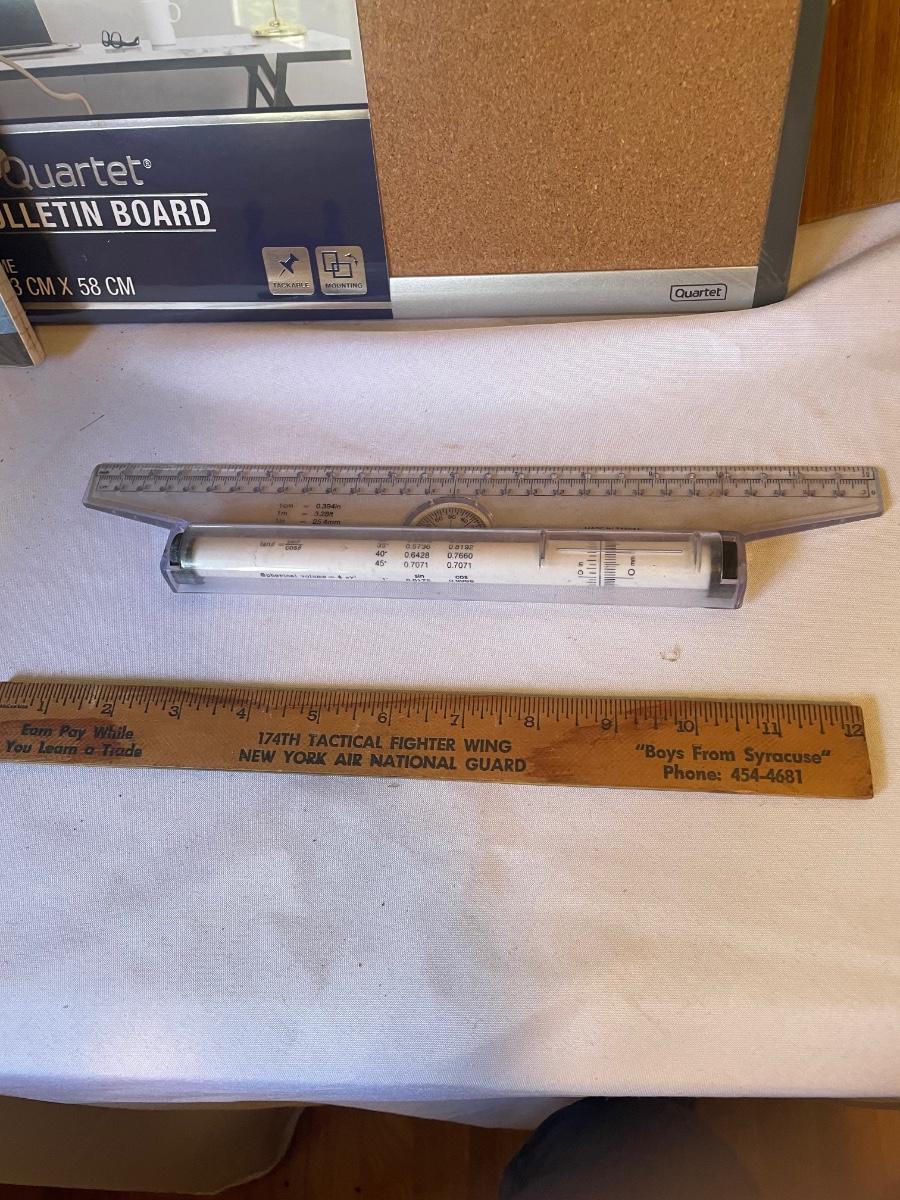 Quartet®
BULLETIN BOARD
CM X 58 CM
TACKABLE
MOUNTING
Quartet
1cm = 0.394in
1m = 3.28ft
1in = 25.4mm
35° 0.5736 0.8192
40° 0.6428 0.7660
45° 0.7071 0.7071
sin cos
1 2 3 4 5 6 7 8 9 10 11 12
Earn Pay While
You Learn a Trade
174TH TACTICAL FIGHTER WING
NEW YORK AIR NATIONAL GUARD
"Boys From Syracuse"
Phone: 454-4681